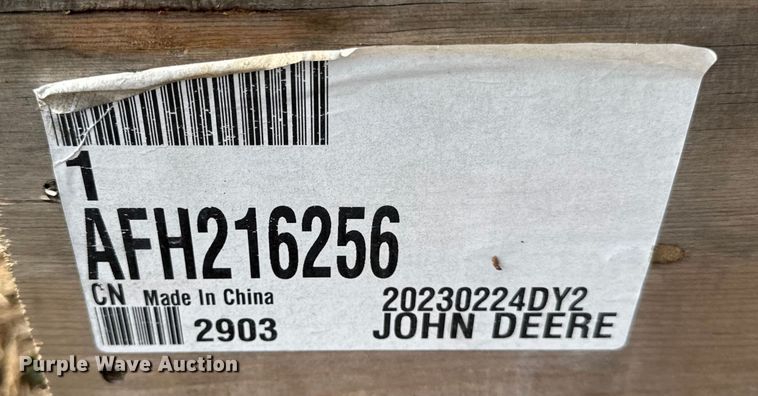 1
AFH216256
CN Made In China 20230224DY2
2903 JOHN DEERE
Purple Wave Auction